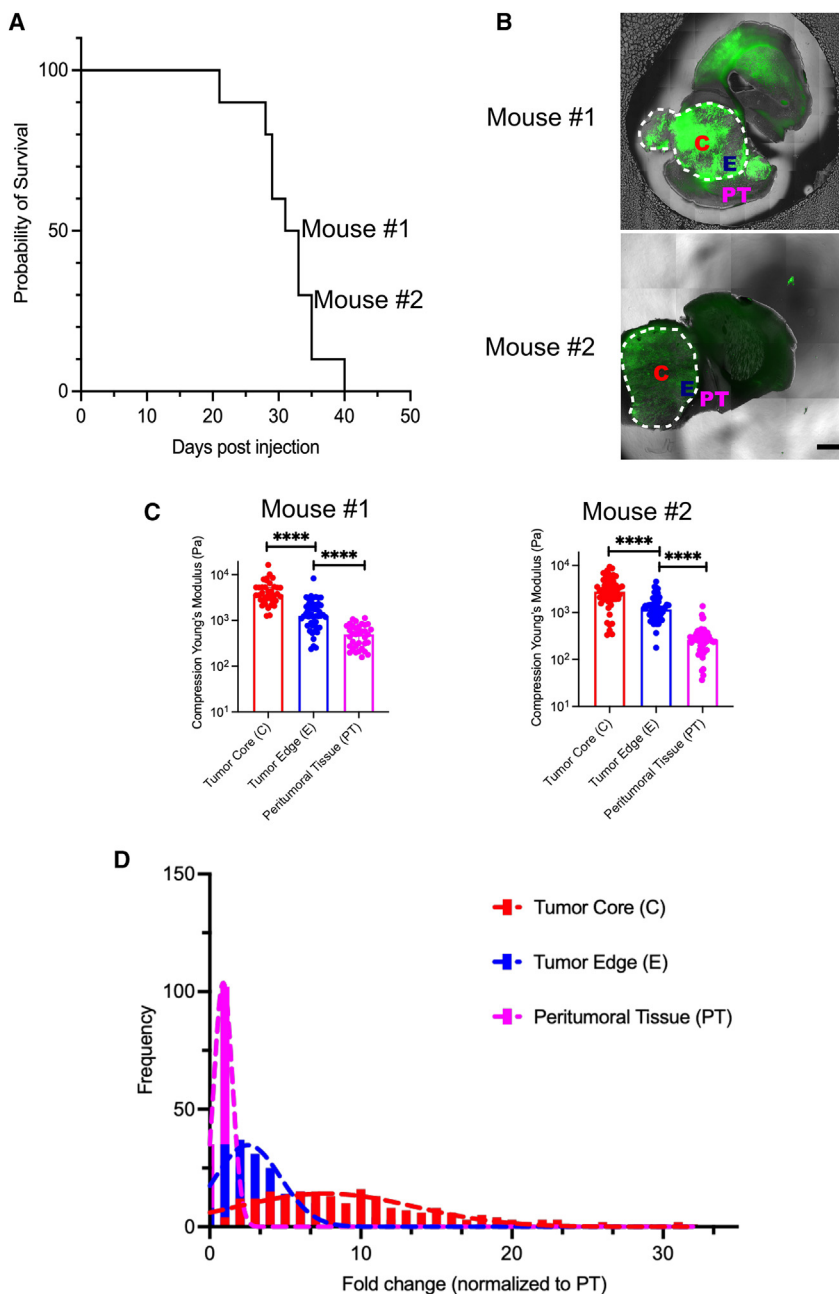 A
Probability of Survival
100
50
0
0 10 20 30 40 50
Days post injection
Mouse #1
Mouse #2
B
Mouse #1
C
E
PT
Mouse #2
C
E
PT
C
Mouse #1
**** 
****
Compression Young's Modulus (Pa)
10⁴
10³
10²
10¹
Tumor Core (C)
Tumor Edge (E)
Peritumoral Tissue (PT)
Mouse #2
****
****
Compression Young's Modulus (Pa)
10⁴
10³
10²
10¹
Tumor Core (C)
Tumor Edge (E)
Peritumoral Tissue (PT)
D
Frequency
150
100
50
0
0 10 20 30
Fold change (normalized to PT)
Tumor Core (C)
Tumor Edge (E)
Peritumoral Tissue (PT)